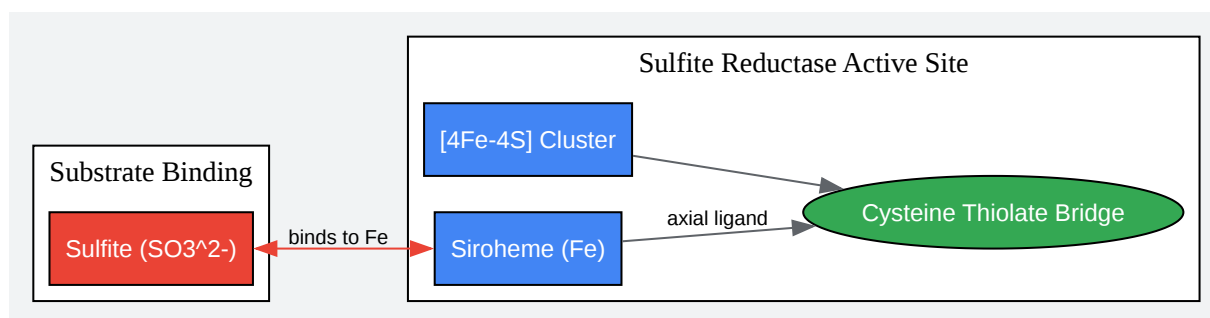 Sulfite Reductase Active Site
[4Fe-4S] Cluster
Substrate Binding
Sulfite (SO3^2-)
binds to Fe
Siroheme (Fe)
axial ligand
Cysteine Thiolate Bridge